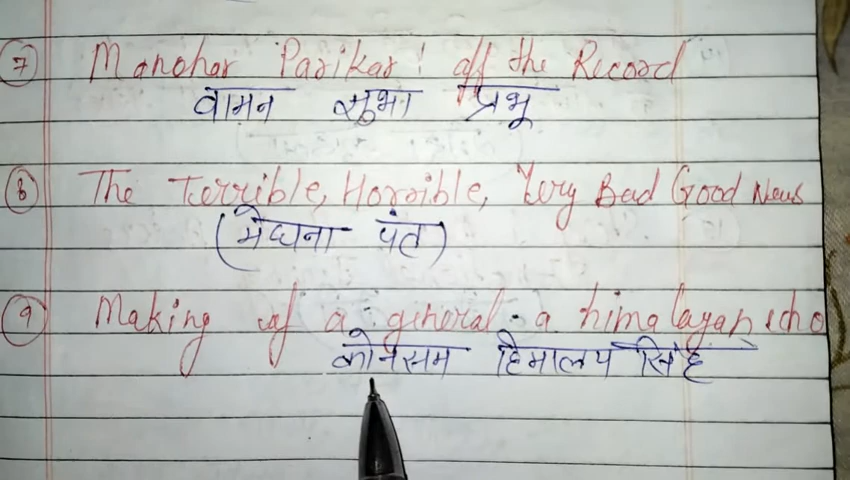 7 Manohar Parikar: off the Record
वामन सुभा प्रभू
8 The Terrible, Horrible, Very Bad Good News
(मेघना पंत)
9 Making of a general - a himalayan echo
कोनसम हिमालय सिंह